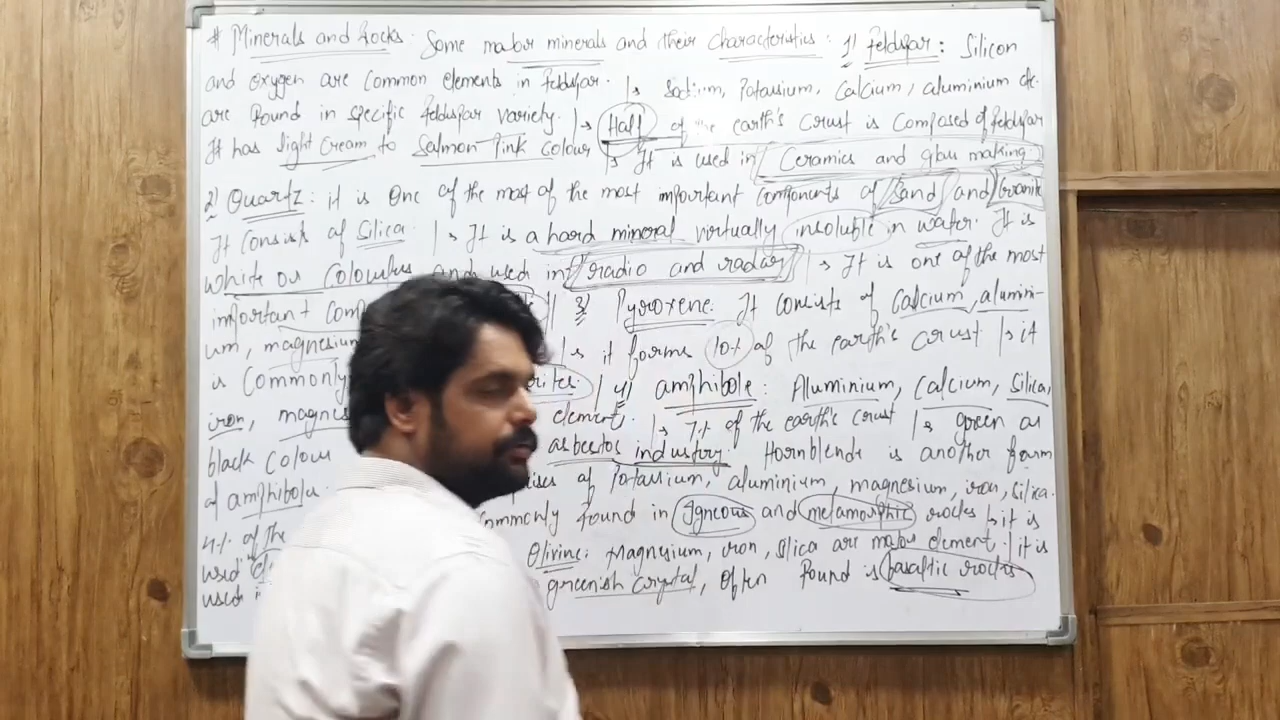 # Minerals and Rocks: Some major minerals and their characteristics: 1) Feldspar: Silicon
and oxygen are common elements in feldspar. | Sodium, Potassium, Calcium, aluminium etc.
are found in specific feldspar variety. | Half of the earth's crust is composed of feldspar
It has light cream to Salmon Pink colour | It is used in Ceramics and glass making
2) Quartz: it is one of the most of the most important components of Sand and Granite
It consists of Silica | It is a hard mineral virtually insoluble in water. It is
white or colourless and used in radio and radar | It is one of the most
important 3) Pyroxene: It consists of Calcium, alumin-
um, magnesium it forms 10% of the earth's crust | it
is commonly 4) amphibole: Aluminium, Calcium, Silica,
iron, element. | 7% of the earth's crust | green or
black colour asbestos industry. Hornblende is another form
of amphibole. of Potassium, aluminium, magnesium, iron, Silica.
found in Igneous and metamorphic rocks | it is
4% of the Olivine: Magnesium, iron, Slica are major element. | it is
used greenish crystal, often found is basaltic rocks
used